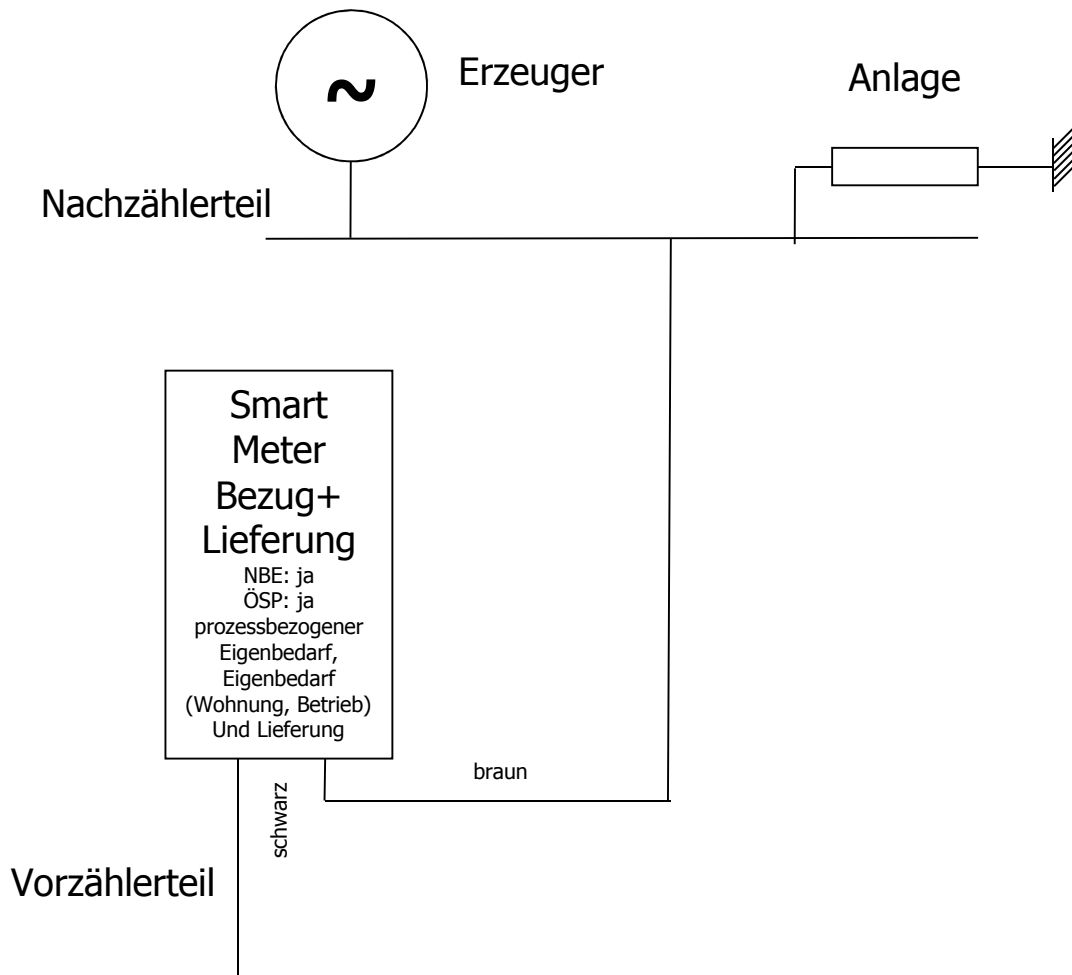 ~
Erzeuger
Anlage
Nachzählerteil
Smart
Meter
Bezug+
Lieferung
NBE: ja
ÖSP: ja
prozessbezogener
Eigenbedarf,
Eigenbedarf
(Wohnung, Betrieb)
Und Lieferung
braun
schwarz
Vorzählerteil